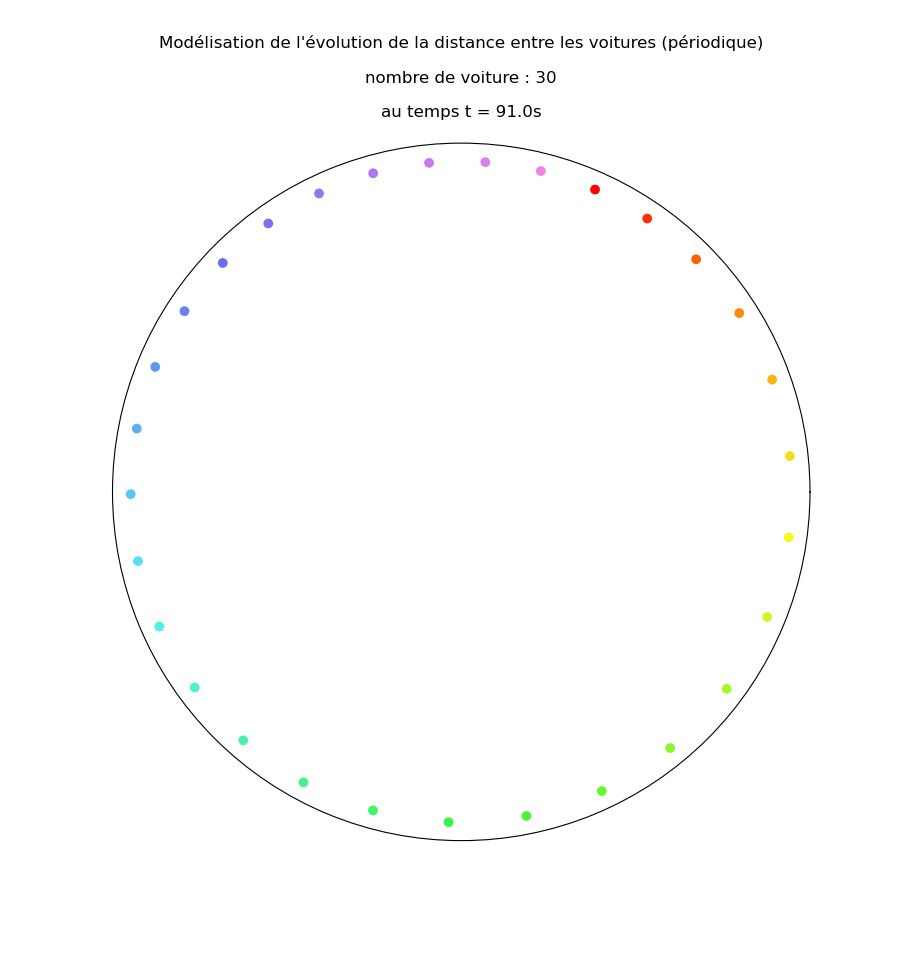 Modélisation de l'évolution de la distance entre les voitures (périodique)
nombre de voiture : 30
au temps t = 91.0s